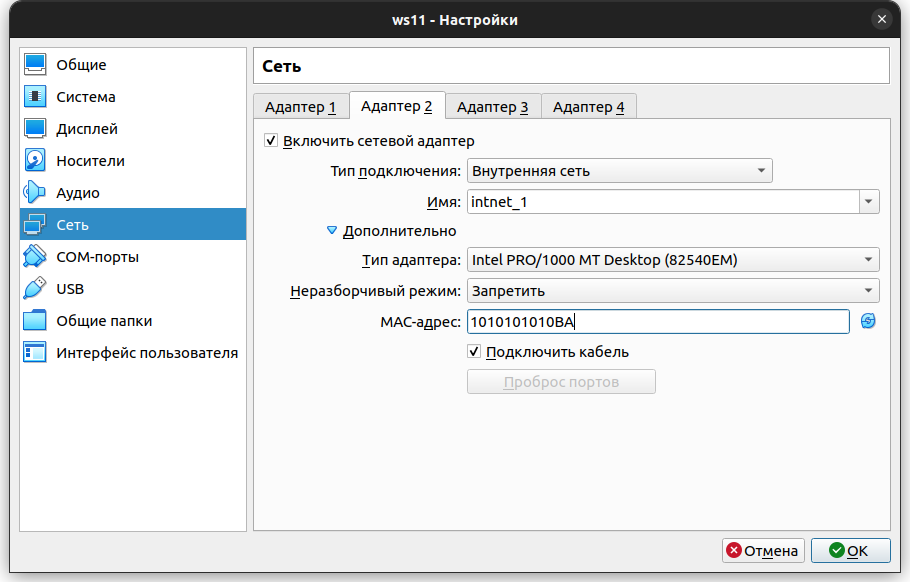 ws11 - Настройки
Общие
Система
Дисплей
Носители
Аудио
Сеть
COM-порты
USB
Общие папки
Интерфейс пользователя
Сеть
Адаптер 1 Адаптер 2 Адаптер 3 Адаптер 4
Включить сетевой адаптер
Тип подключения: Внутренняя сеть
Имя: intnet_1
Дополнительно
Тип адаптера: Intel PRO/1000 MT Desktop (82540EM)
Неразборчивый режим: Запретить
MAC-адрес: 1010101010BA
Подключить кабель
Проброс портов
Отмена OK